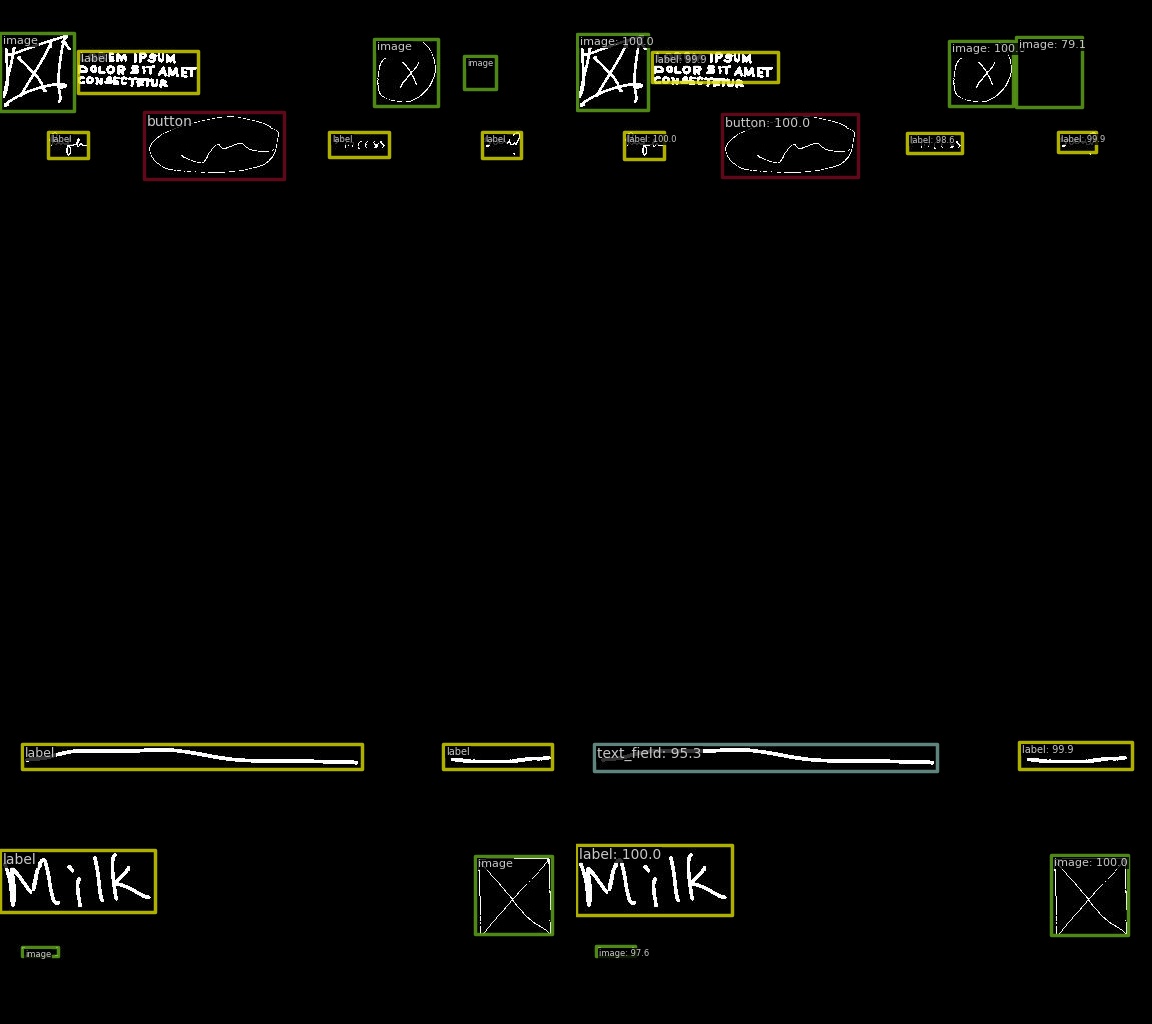 image image: 100.0
label EM IPSUM label: 99.9 IPSUM
DOLOR SIT AMET DOLOR SIT AMET
CONSECTETUR CONSECTETUR
image image image: 100. image: 79.1
X X
button button: 100.0
label label label label: 100.0 label: 98.6 label: 99.9
label label text_field: 95.3 label: 99.9
label label: 100.0
Milk Milk
image image: 100.0
image image: 97.6